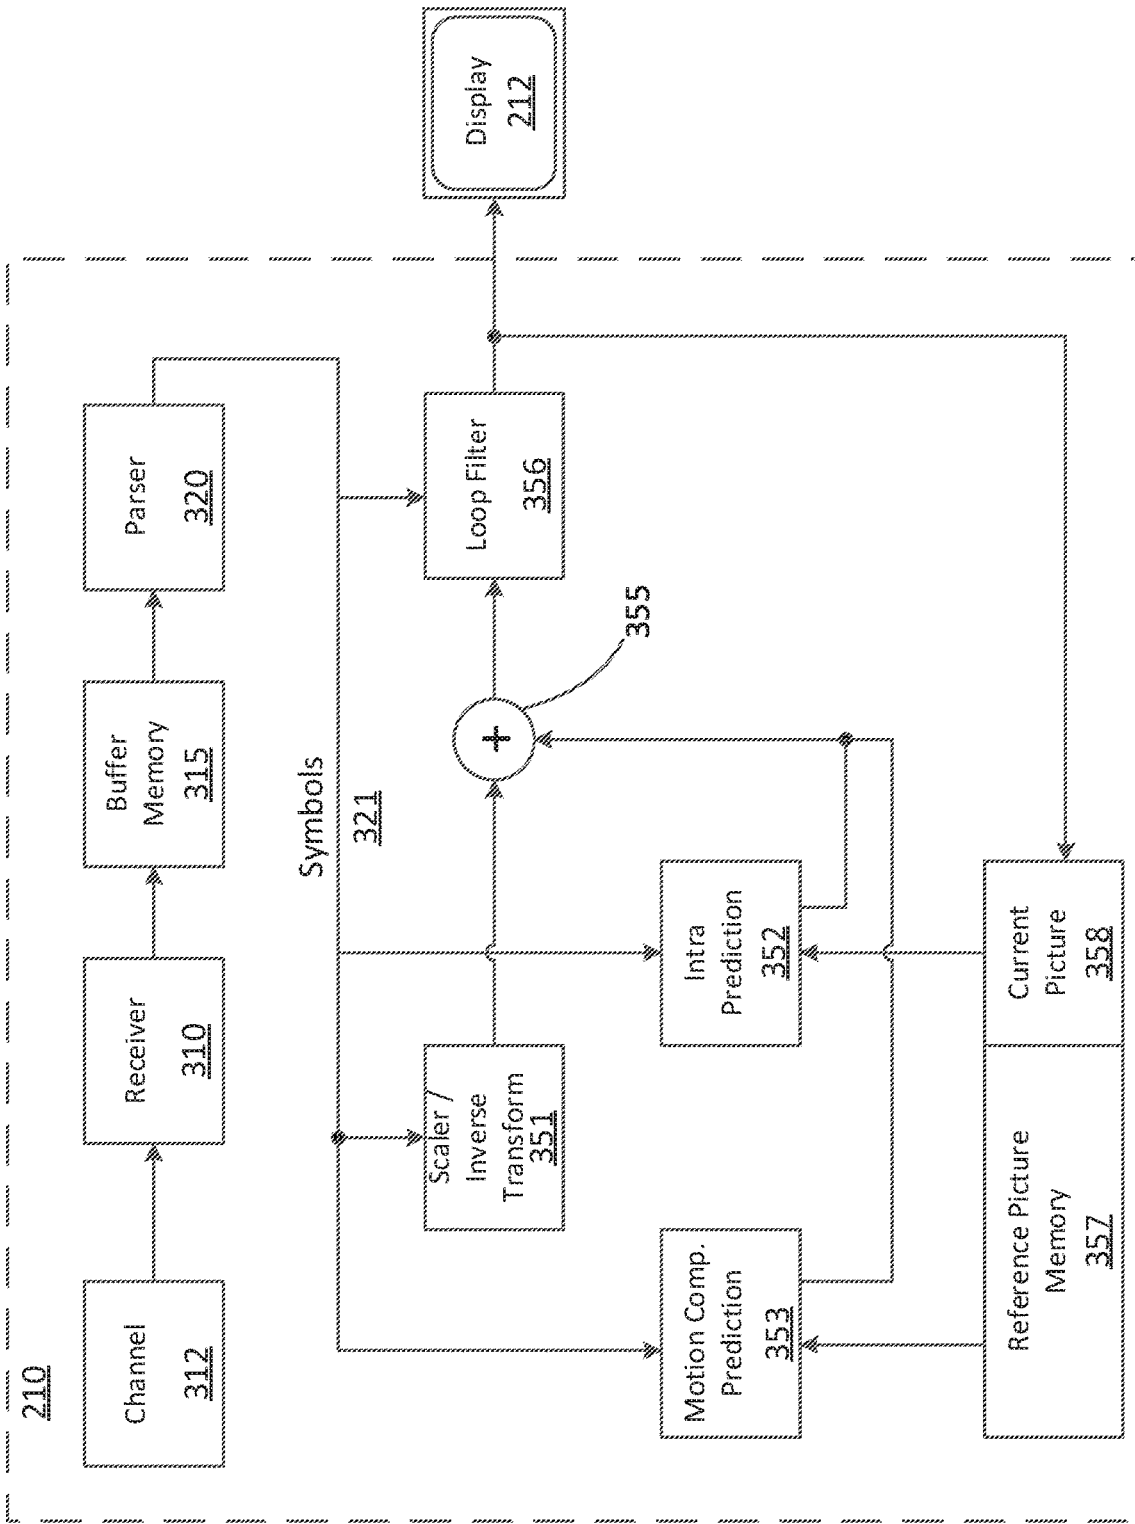 210
Channel
312
Receiver
310
Buffer
Memory
315
Parser
320
Symbols
321
Scaler /
Inverse
Transform
351
+
355
Loop Filter
356
Display
212
Motion Comp.
Prediction
353
Intra
Prediction
352
Reference Picture
Memory
357
Current
Picture
358